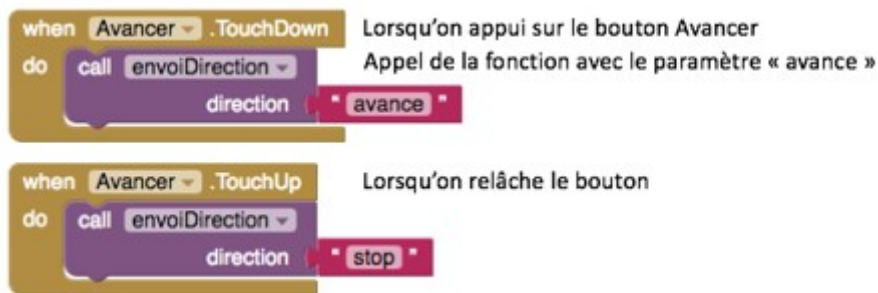 when Avancer .TouchDown Lorsqu'on appui sur le bouton Avancer
do call envoiDirection Appel de la fonction avec le paramètre « avance »
direction " avance "
when Avancer .TouchUp Lorsqu'on relâche le bouton
do call envoiDirection
direction " stop "